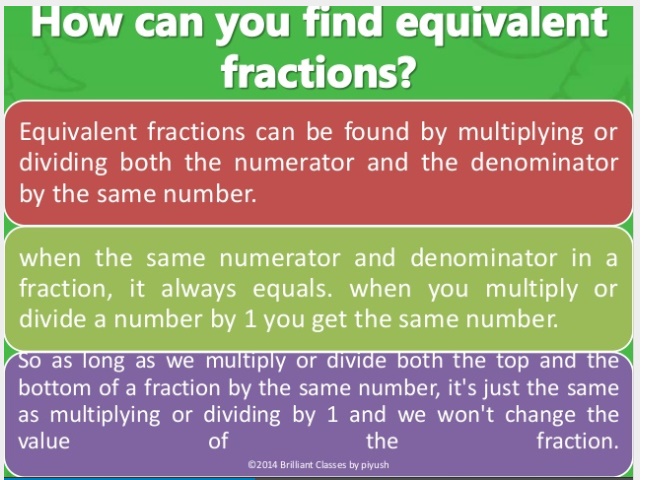 How can you find equivalent
fractions?
Equivalent fractions can be found by multiplying or
dividing both the numerator and the denominator
by the same number.
when the same numerator and denominator in a
fraction, it always equals. when you multiply or
divide a number by 1 you get the same number.
So as long as we multiply or divide both the top and the
bottom of a fraction by the same number, it's just the same
as multiplying or dividing by 1 and we won't change the
value of the fraction.
©2014 Brilliant Classes by piyush